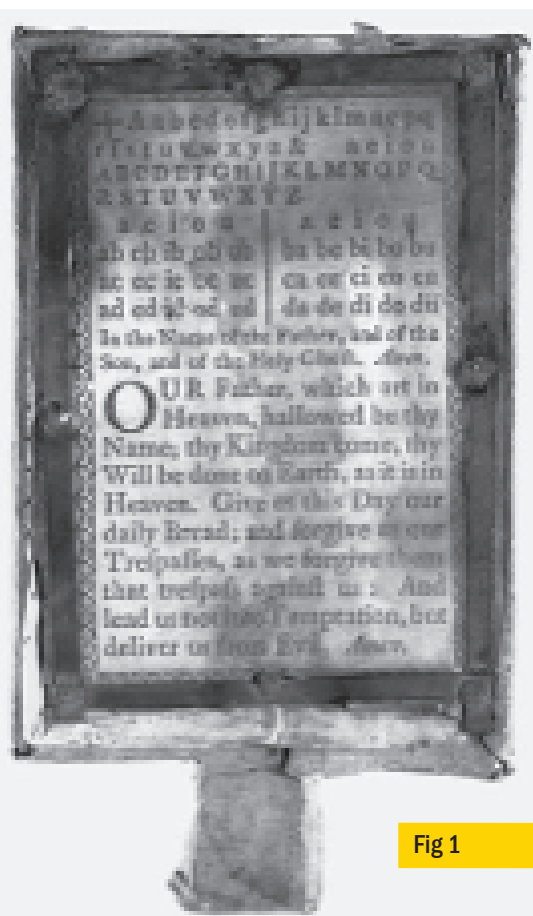 + A a b c d e f g h i j k l m n o p q
r ſ s t u v w x y z & a e i o u
A B C D E F G H I J K L M N O P Q
R S T U V W X Y Z
a e i o u a e i o u
ab eb ib ob ub ba be bi bo bu
ac ec ic oc uc ca ce ci co cu
ad ed id od ud da de di do du
In the Name of the Father, and of the
Son, and of the Holy Ghoſt. Amen.
OUR Father, which art in
Heaven, hallowed be thy
Name; thy Kingdom come, thy
Will be done on Earth, as it is in
Heaven. Give us this Day our
daily Bread; and forgive us our
Treſpaſſes, as we forgive them
that treſpaſs againſt us: And
lead us not into Temptation, but
deliver us from Evil. Amen.
Fig 1